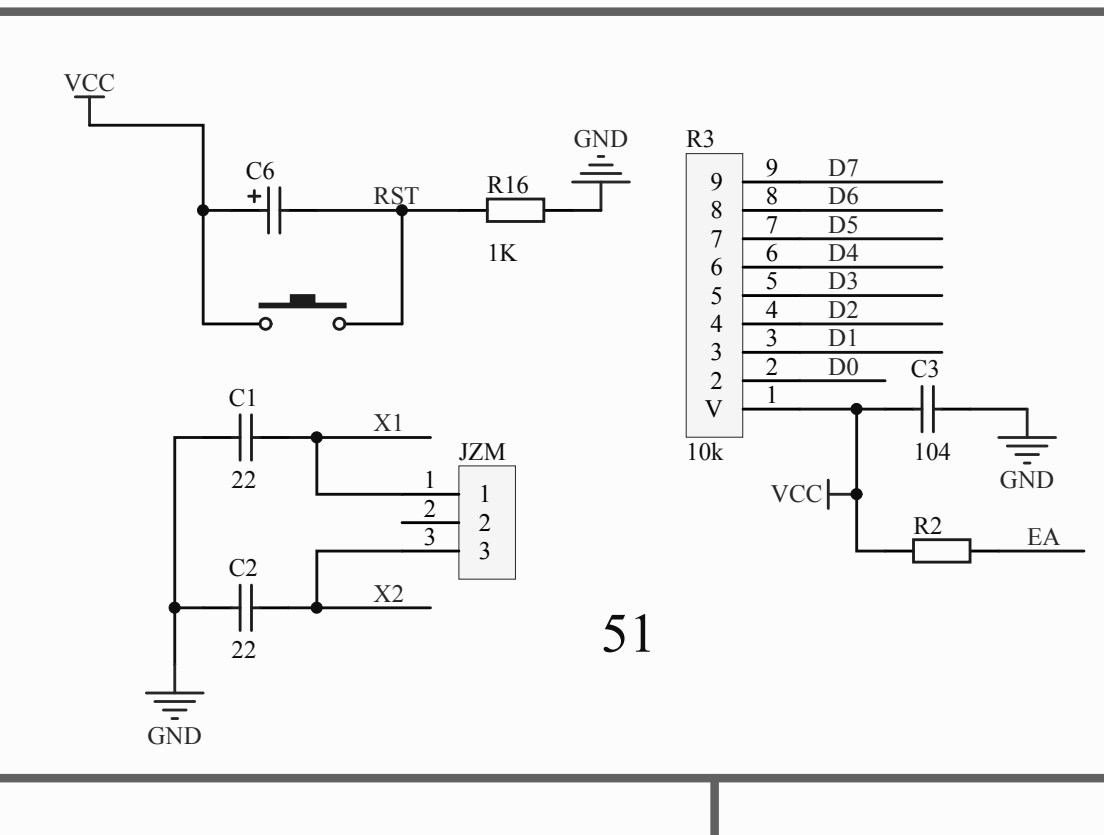 VCC
C6
+
RST
R16
1K
GND
R3
9 9 D7
8 8 D6
7 7 D5
6 6 D4
5 5 D3
4 4 D2
3 3 D1
2 2 D0
V 1
10k
C3
104
GND
VCC
R2
EA
C1
22
X1
JZM
1 1
2 2
3 3
C2
22
X2
GND
51